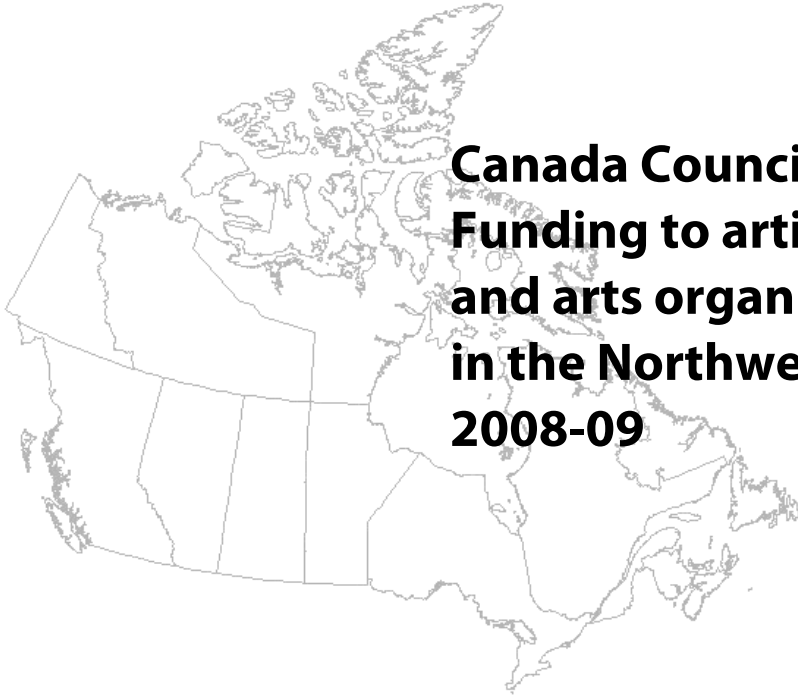 Canada Counci
Funding to arti
and arts organ
in the Northwe
2008-09